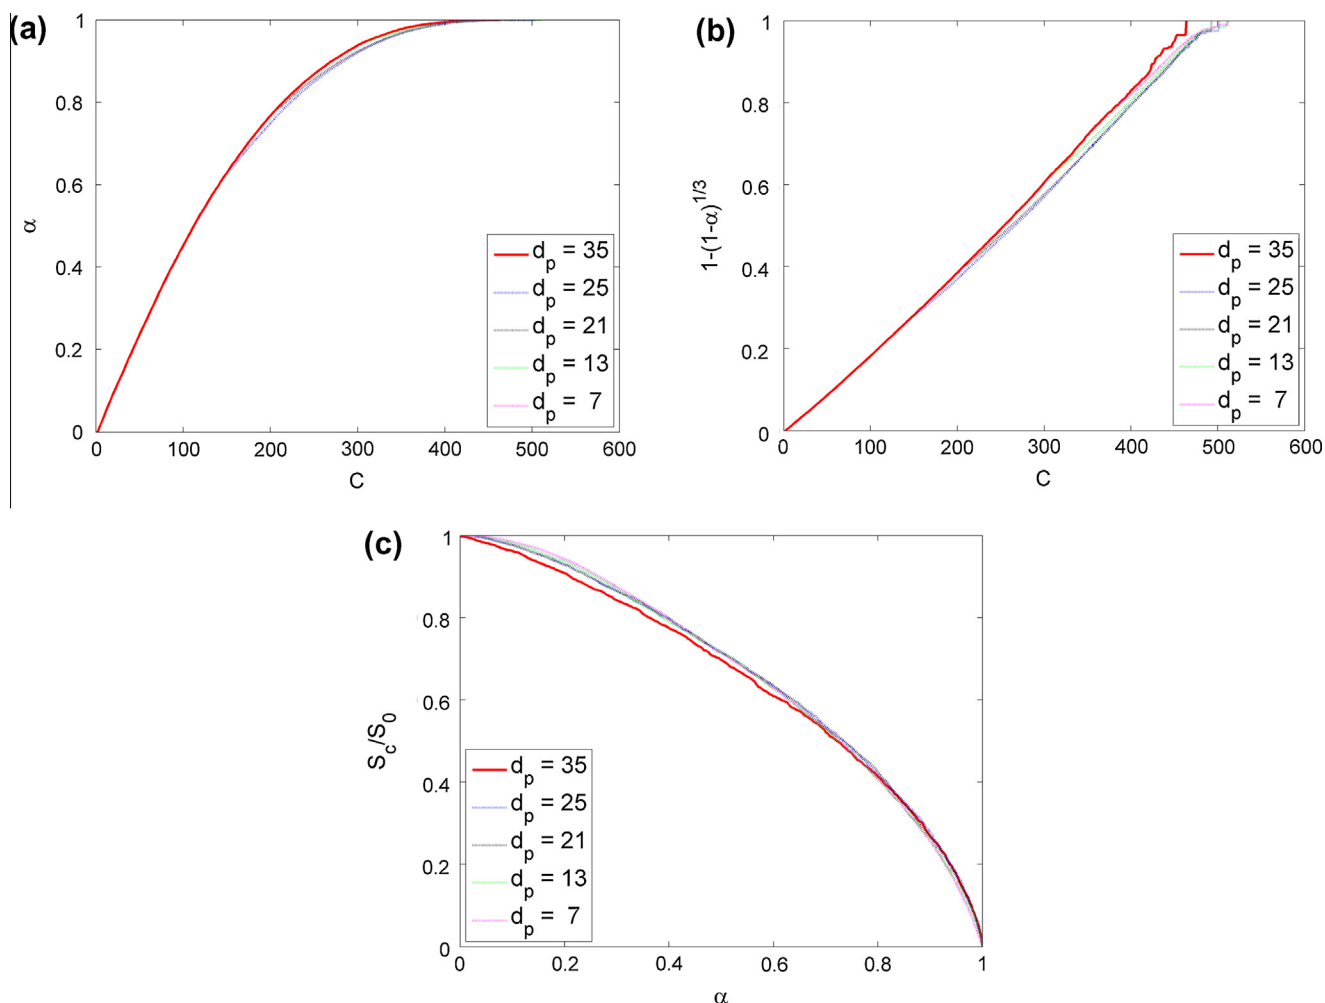 (a)
1
0.8
0.6
0.4
0.2
0
α
0 100 200 300 400 500 600
C
dp = 35
dp = 25
dp = 21
dp = 13
dp = 7
(b)
1
0.8
0.6
0.4
0.2
0
1-(1-α)^1/3
0 100 200 300 400 500 600
C
dp = 35
dp = 25
dp = 21
dp = 13
dp = 7
(c)
1
0.8
0.6
0.4
0.2
0
Sc/S0
dp = 35
dp = 25
dp = 21
dp = 13
dp = 7
0 0.2 0.4 0.6 0.8 1
α